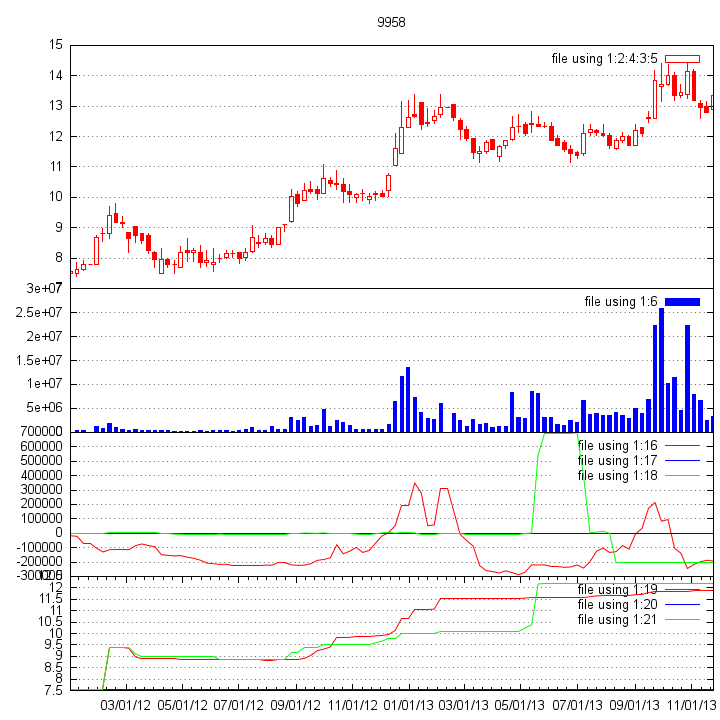 9958
15
file using 1:2:4:3:5
14
13
12
11
10
9
8
7
3e+07
file using 1:6
2.5e+07
2e+07
1.5e+07
1e+07
5e+06
700000
600000
file using 1:16
500000
file using 1:17
400000
file using 1:18
300000
200000
100000
0
-100000
-200000
-300000
12.5
12
file using 1:19
11.5
file using 1:20
11
file using 1:21
10.5
10
9.5
9
8.5
8
7.5
03/01/12 05/01/12 07/01/12 09/01/12 11/01/12 01/01/13 03/01/13 05/01/13 07/01/13 09/01/13 11/01/13